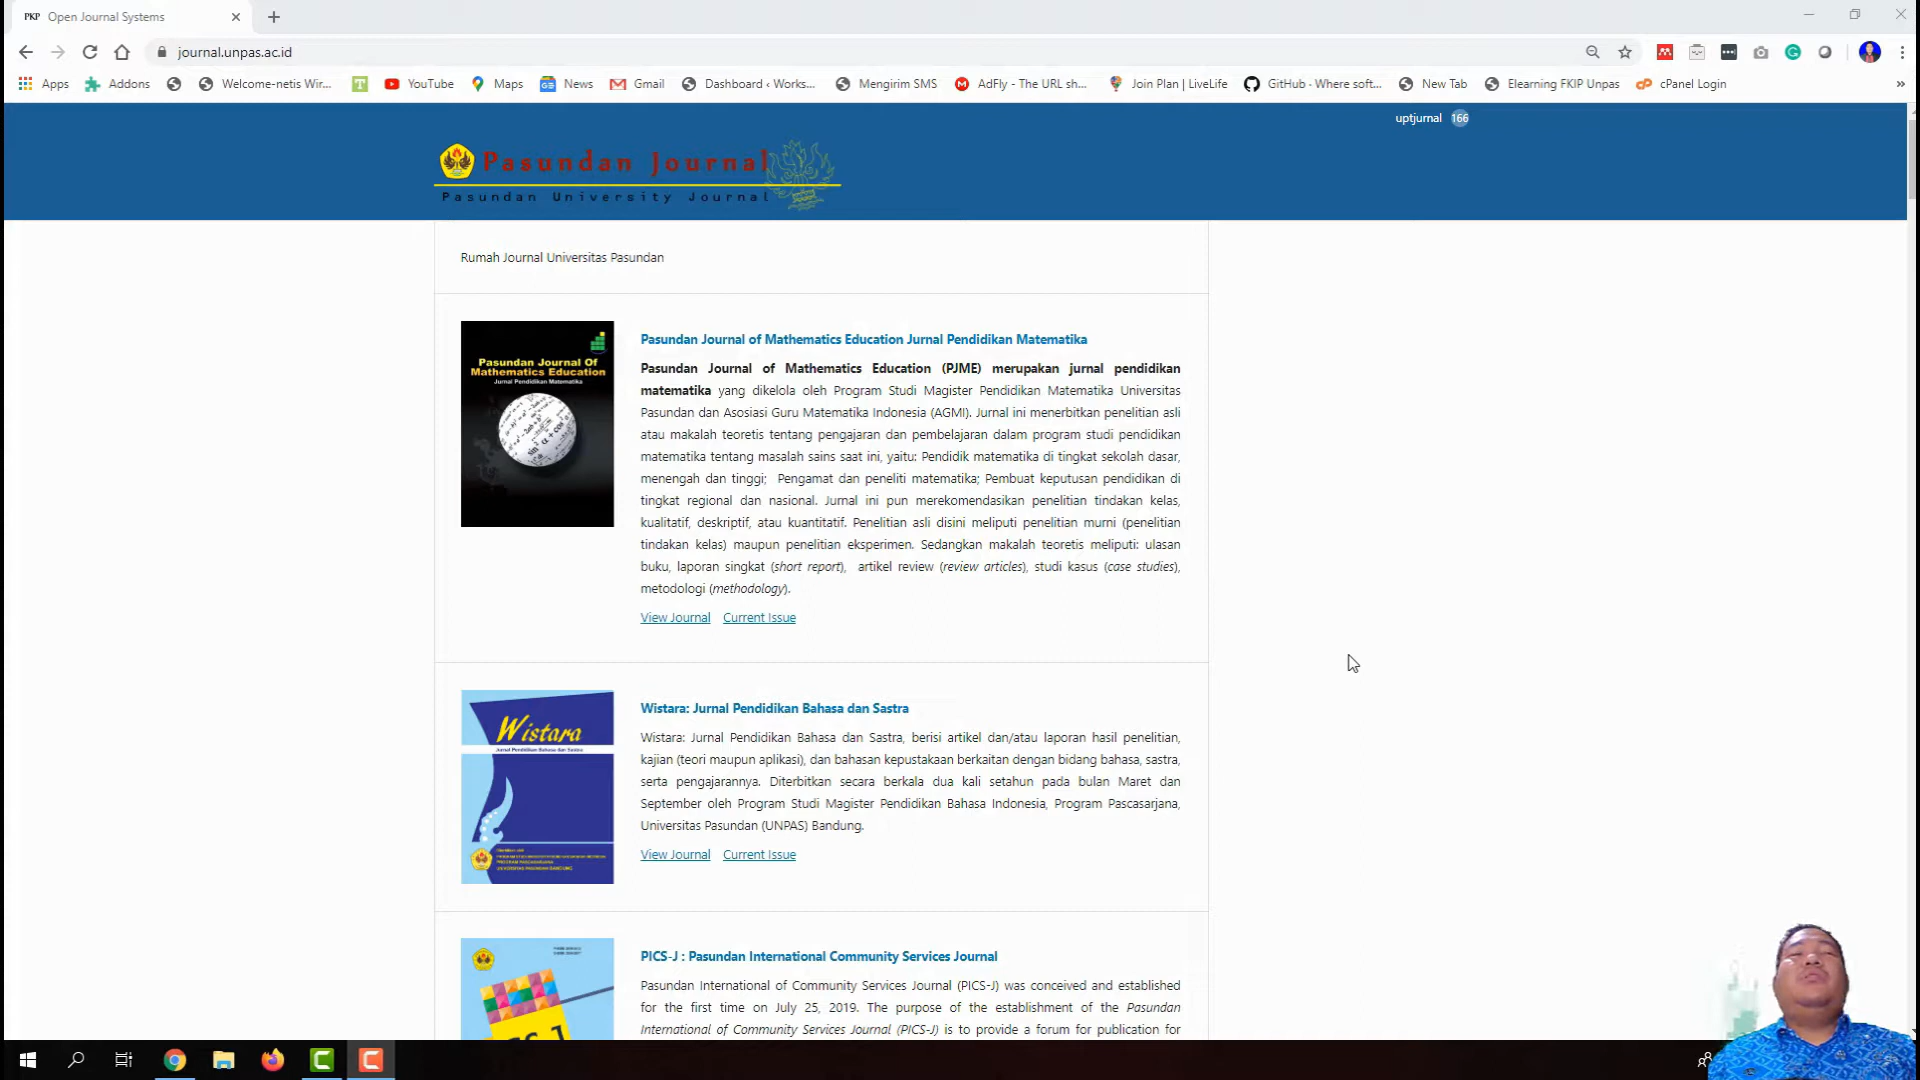 PKP Open Journal Systems
journal.unpas.ac.id
Apps Addons Welcome-netis Wir... YouTube Maps News Gmail Dashboard ‹ Works... Mengirim SMS AdFly - The URL sh... Join Plan | LiveLife GitHub - Where soft... New Tab Elearning FKIP Unpas cPanel Login »
uptjurnal 166
Pasundan Journal
Pasundan University Journal
Rumah Journal Universitas Pasundan
Pasundan Journal Of
Mathematics Education
Jurnal Pendidikan Matematika
Pasundan Journal of Mathematics Education Jurnal Pendidikan Matematika
Pasundan Journal of Mathematics Education (PJME) merupakan jurnal pendidikan
matematika yang dikelola oleh Program Studi Magister Pendidikan Matematika Universitas
Pasundan dan Asosiasi Guru Matematika Indonesia (AGMI). Jurnal ini menerbitkan penelitian asli
atau makalah teoretis tentang pengajaran dan pembelajaran dalam program studi pendidikan
matematika tentang masalah sains saat ini, yaitu: Pendidik matematika di tingkat sekolah dasar,
menengah dan tinggi; Pengamat dan peneliti matematika; Pembuat keputusan pendidikan di
tingkat regional dan nasional. Jurnal ini pun merekomendasikan penelitian tindakan kelas,
kualitatif, deskriptif, atau kuantitatif. Penelitian asli disini meliputi penelitian murni (penelitian
tindakan kelas) maupun penelitian eksperimen. Sedangkan makalah teoretis meliputi: ulasan
buku, laporan singkat (short report), artikel review (review articles), studi kasus (case studies),
metodologi (methodology).
View Journal Current Issue
Wistara
Jurnal Pendidikan Bahasa dan Sastra
Wistara: Jurnal Pendidikan Bahasa dan Sastra
Wistara: Jurnal Pendidikan Bahasa dan Sastra, berisi artikel dan/atau laporan hasil penelitian,
kajian (teori maupun aplikasi), dan bahasan kepustakaan berkaitan dengan bidang bahasa, sastra,
serta pengajarannya. Diterbitkan secara berkala dua kali setahun pada bulan Maret dan
September oleh Program Studi Magister Pendidikan Bahasa Indonesia, Program Pascasarjana,
Universitas Pasundan (UNPAS) Bandung.
View Journal Current Issue
PICS-J : Pasundan International Community Services Journal
Pasundan International of Community Services Journal (PICS-J) was conceived and established
for the first time on July 25, 2019. The purpose of the establishment of the Pasundan
International of Community Services Journal (PICS-J) is to provide a forum for publication for